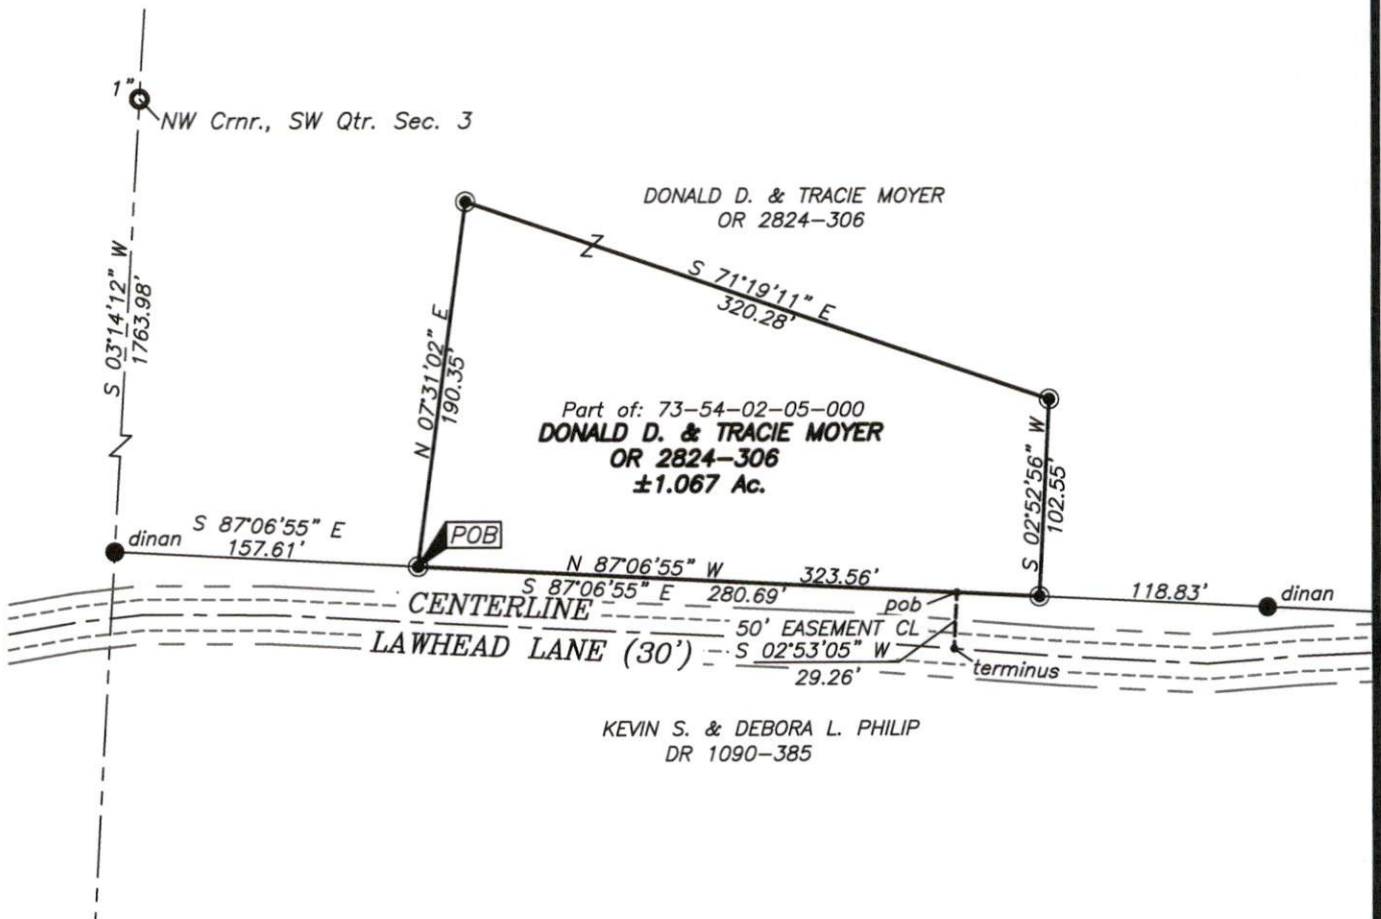 1"
NW Crnr., SW Qtr. Sec. 3
DONALD D. & TRACIE MOYER
OR 2824-306
S 03°14'12" W
1763.98'
S 71°19'11" E
320.28'
N 07°31'02" E
190.35'
Part of: 73-54-02-05-000
DONALD D. & TRACIE MOYER
OR 2824-306
±1.067 Ac.
S 02°52'56" W
102.55'
dinan
S 87°06'55" E
157.61'
POB
N 87°06'55" W 323.56'
S 87°06'55" E 280.69'
118.83'
dinan
pob
CENTERLINE
LAWHEAD LANE (30')
50' EASEMENT CL
S 02°53'05" W
29.26'
terminus
KEVIN S. & DEBORA L. PHILIP
DR 1090-385